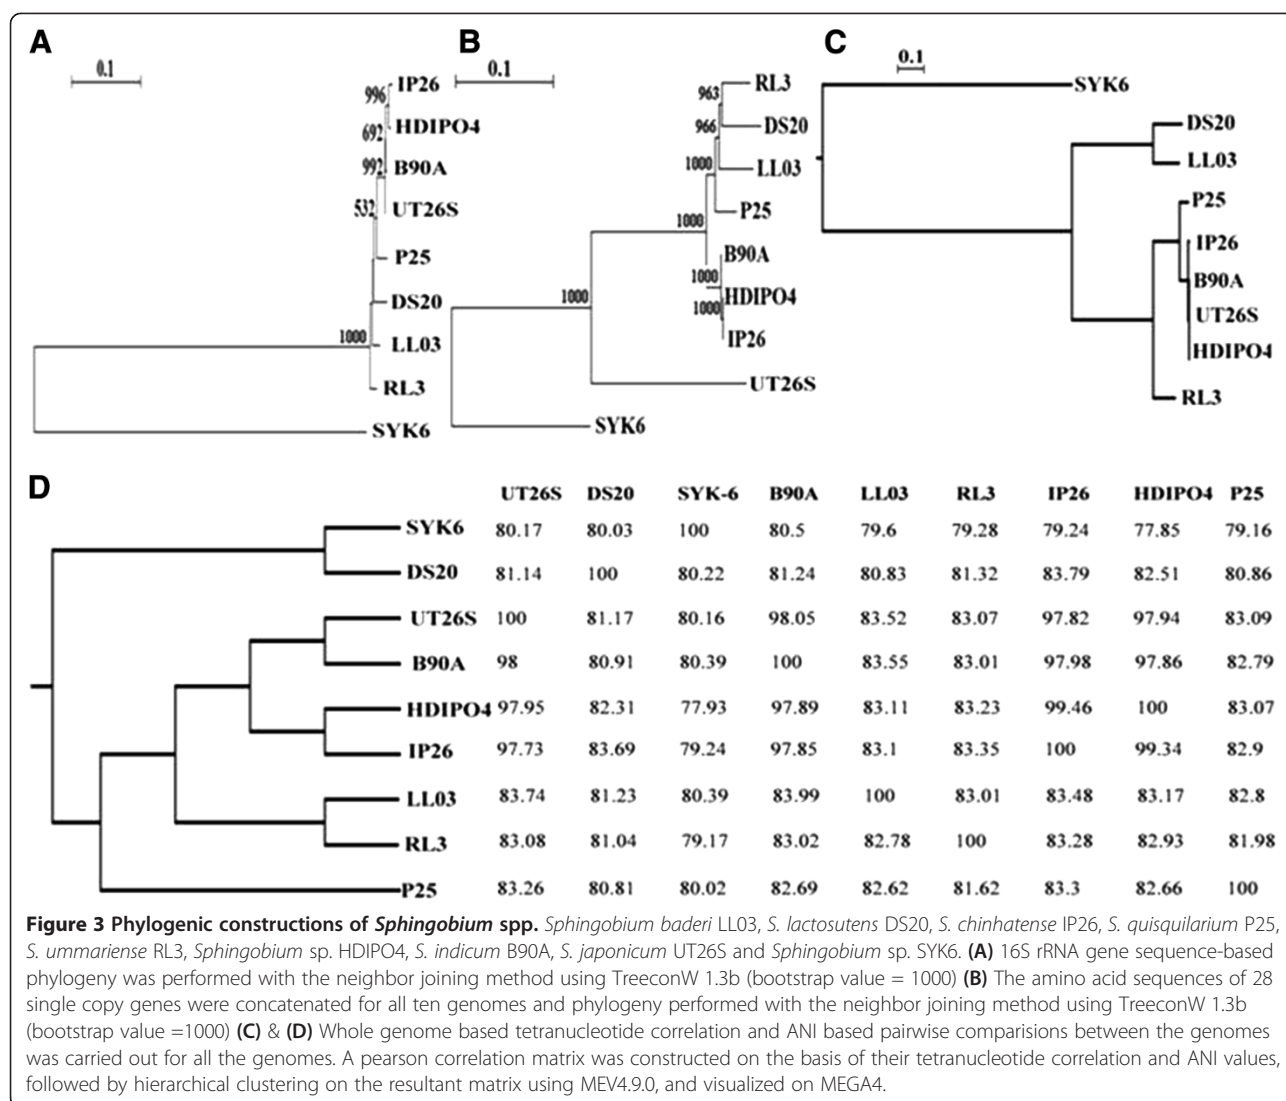 A
0.1
996
IP26
692
HDIPO4
992
B90A
532
UT26S
P25
DS20
1000
LL03
RL3
SYK6
B
0.1
963
RL3
966
DS20
1000
LL03
P25
1000
B90A
1000
HDIPO4
1000
1000
IP26
UT26S
SYK6
C
0.1
SYK6
DS20
LL03
P25
IP26
B90A
UT26S
HDIPO4
RL3
D
UT26S DS20 SYK-6 B90A LL03 RL3 IP26 HDIPO4 P25
SYK6 80.17 80.03 100 80.5 79.6 79.28 79.24 77.85 79.16
DS20 81.14 100 80.22 81.24 80.83 81.32 83.79 82.51 80.86
UT26S 100 81.17 80.16 98.05 83.52 83.07 97.82 97.94 83.09
B90A 98 80.91 80.39 100 83.55 83.01 97.98 97.86 82.79
HDIPO4 97.95 82.31 77.93 97.89 83.11 83.23 99.46 100 83.07
IP26 97.73 83.69 79.24 97.85 83.1 83.35 100 99.34 82.9
LL03 83.74 81.23 80.39 83.99 100 83.01 83.48 83.17 82.8
RL3 83.08 81.04 79.17 83.02 82.78 100 83.28 82.93 81.98
P25 83.26 80.81 80.02 82.69 82.62 81.62 83.3 82.66 100
Figure 3 Phylogenic constructions of Sphingobium spp. Sphingobium baderi LL03, S. lactosutens DS20, S. chinhatense IP26, S. quisquilarium P25,
S. ummariense RL3, Sphingobium sp. HDIPO4, S. indicum B90A, S. japonicum UT26S and Sphingobium sp. SYK6. (A) 16S rRNA gene sequence-based
phylogeny was performed with the neighbor joining method using TreeconW 1.3b (bootstrap value = 1000) (B) The amino acid sequences of 28
single copy genes were concatenated for all ten genomes and phylogeny performed with the neighbor joining method using TreeconW 1.3b
(bootstrap value =1000) (C) & (D) Whole genome based tetranucleotide correlation and ANI based pairwise comparisions between the genomes
was carried out for all the genomes. A pearson correlation matrix was constructed on the basis of their tetranucleotide correlation and ANI values,
followed by hierarchical clustering on the resultant matrix using MEV4.9.0, and visualized on MEGA4.